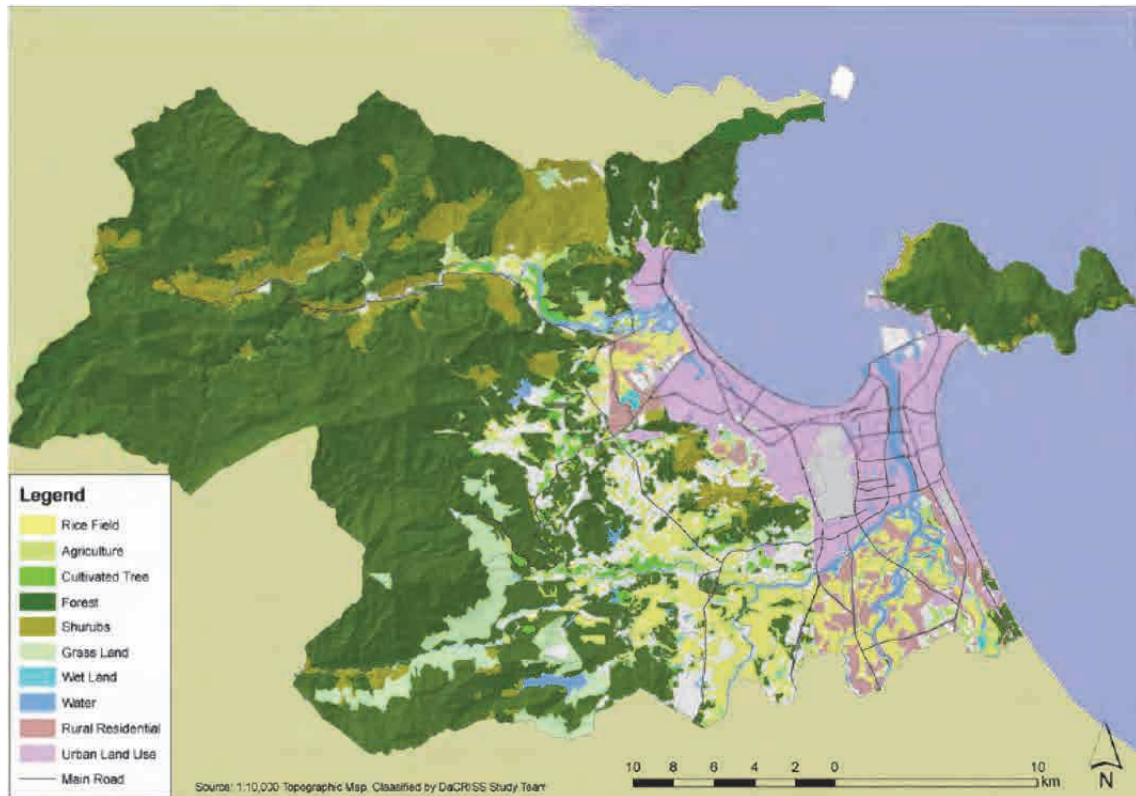 Legend
Rice Field
Agriculture
Cultivated Tree
Forest
Shurubs
Grass Land
Wet Land
Water
Rural Residential
Urban Land Use
Main Road
Source: 1:10,000 Topographic Map, Classified by DaCRISS Study Team
10 8 6 4 2 0 10
km
N